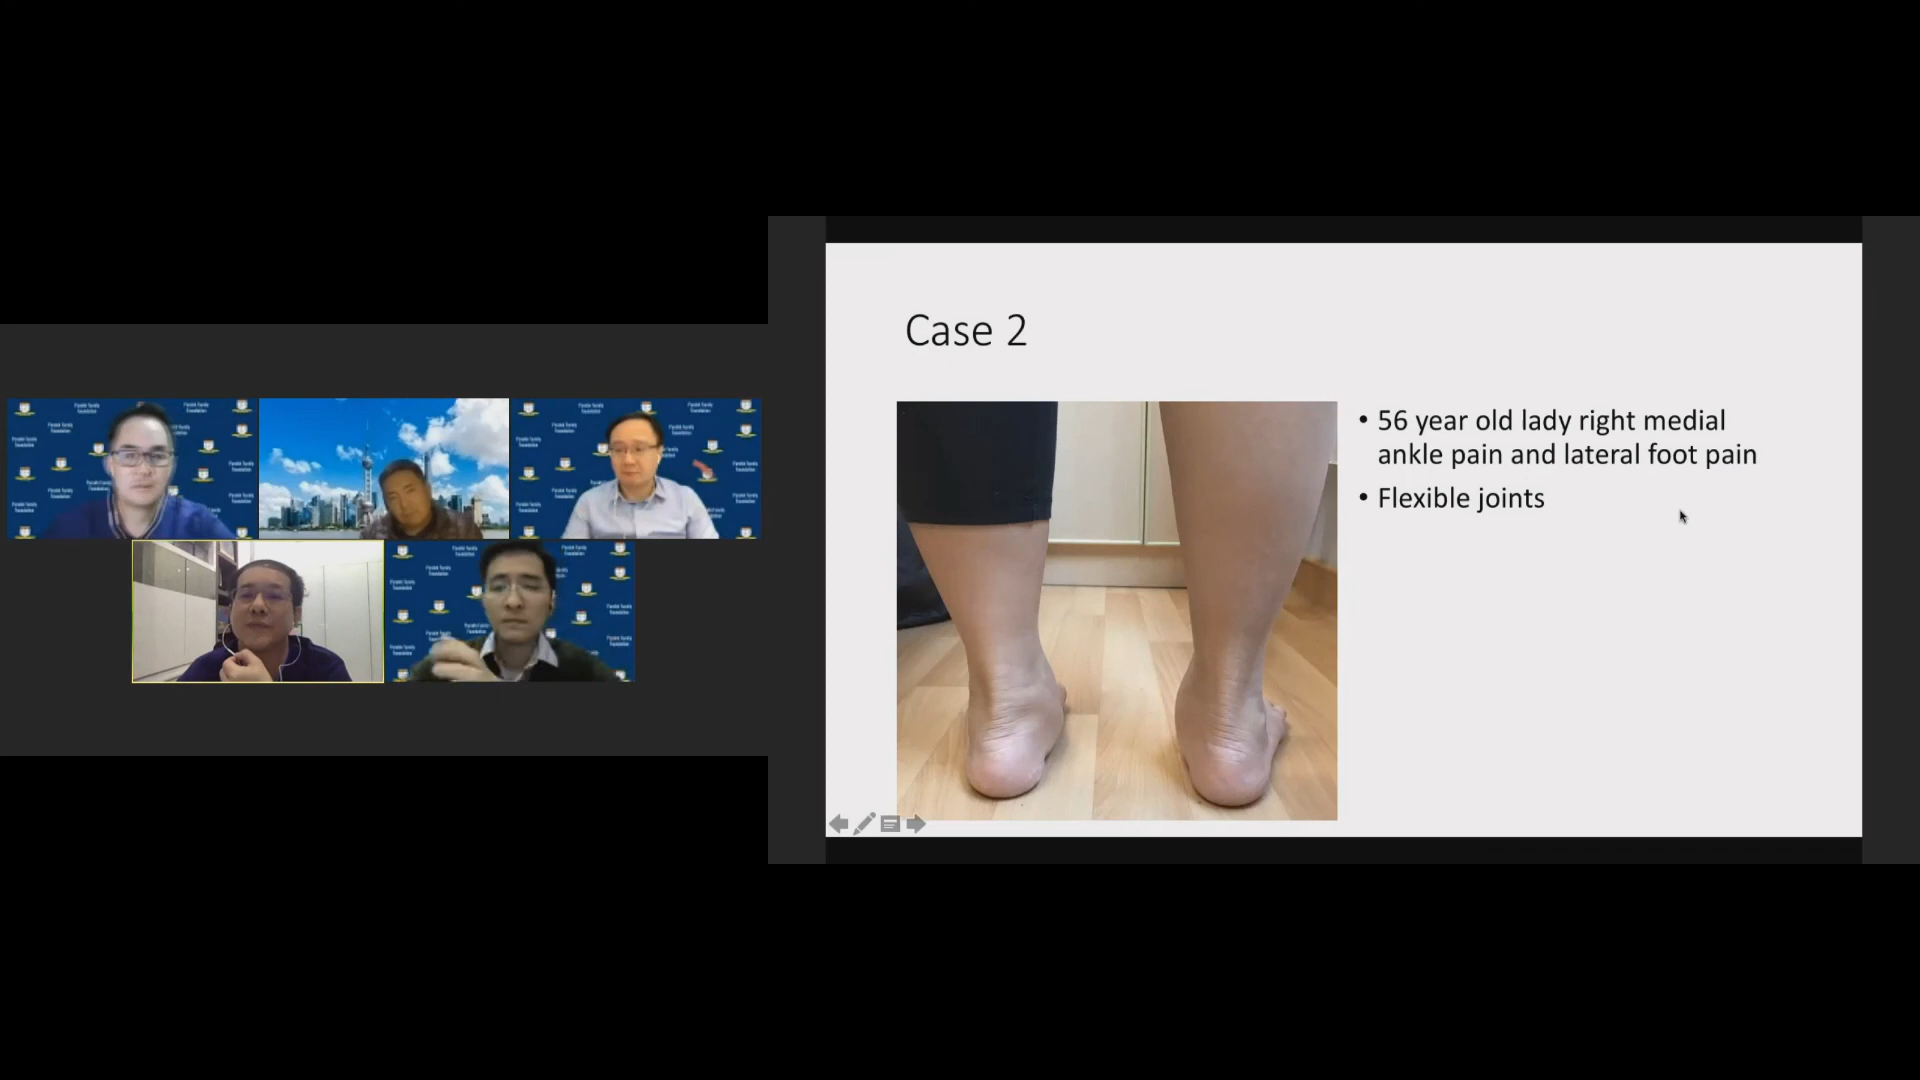 Case 2
• 56 year old lady right medial
ankle pain and lateral foot pain
• Flexible joints